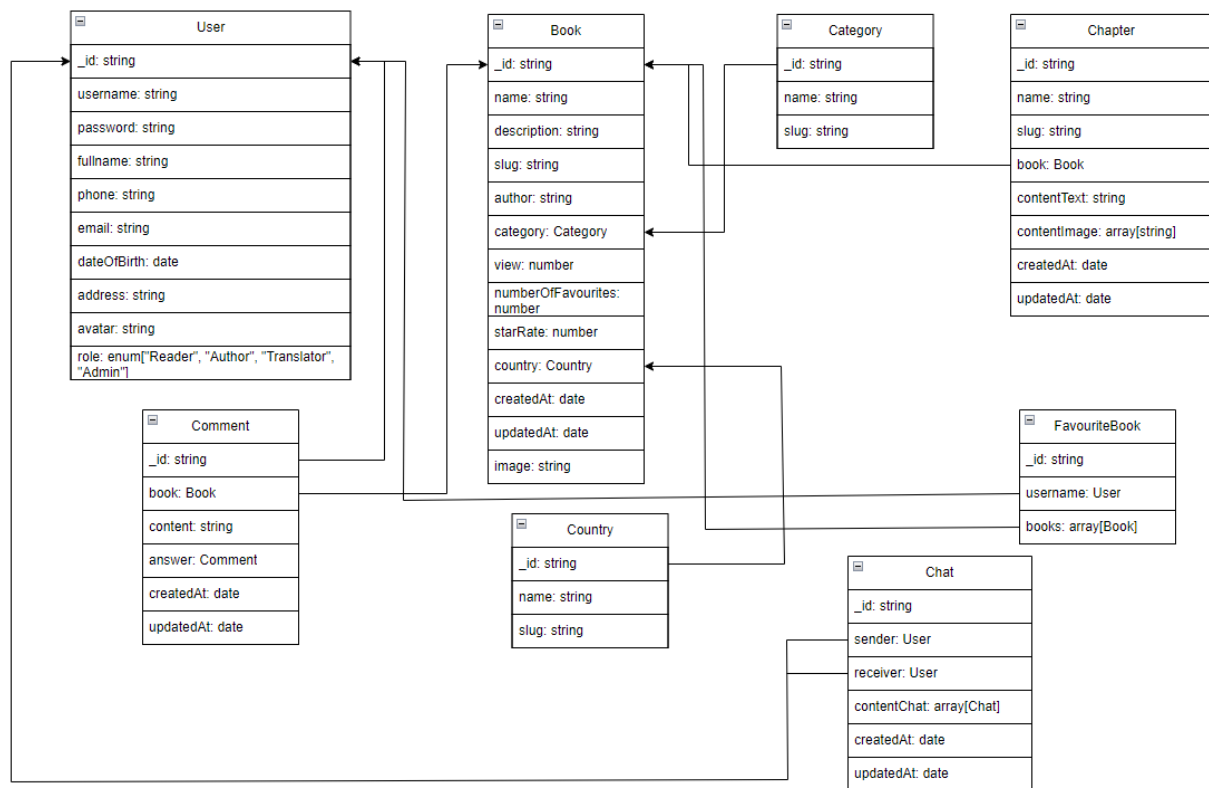 User
_id: string
username: string
password: string
fullname: string
phone: string
email: string
dateOfBirth: date
address: string
avatar: string
role: enum["Reader", "Author", "Translator",
"Admin"]
Book
_id: string
name: string
description: string
slug: string
author: string
category: Category
view: number
numberOfFavourites:
number
starRate: number
country: Country
createdAt: date
updatedAt: date
image: string
Category
_id: string
name: string
slug: string
Chapter
_id: string
name: string
slug: string
book: Book
contentText: string
contentImage: array[string]
createdAt: date
updatedAt: date
Comment
_id: string
book: Book
content: string
answer: Comment
createdAt: date
updatedAt: date
Country
_id: string
name: string
slug: string
FavouriteBook
_id: string
username: User
books: array[Book]
Chat
_id: string
sender: User
receiver: User
contentChat: array[Chat]
createdAt: date
updatedAt: date